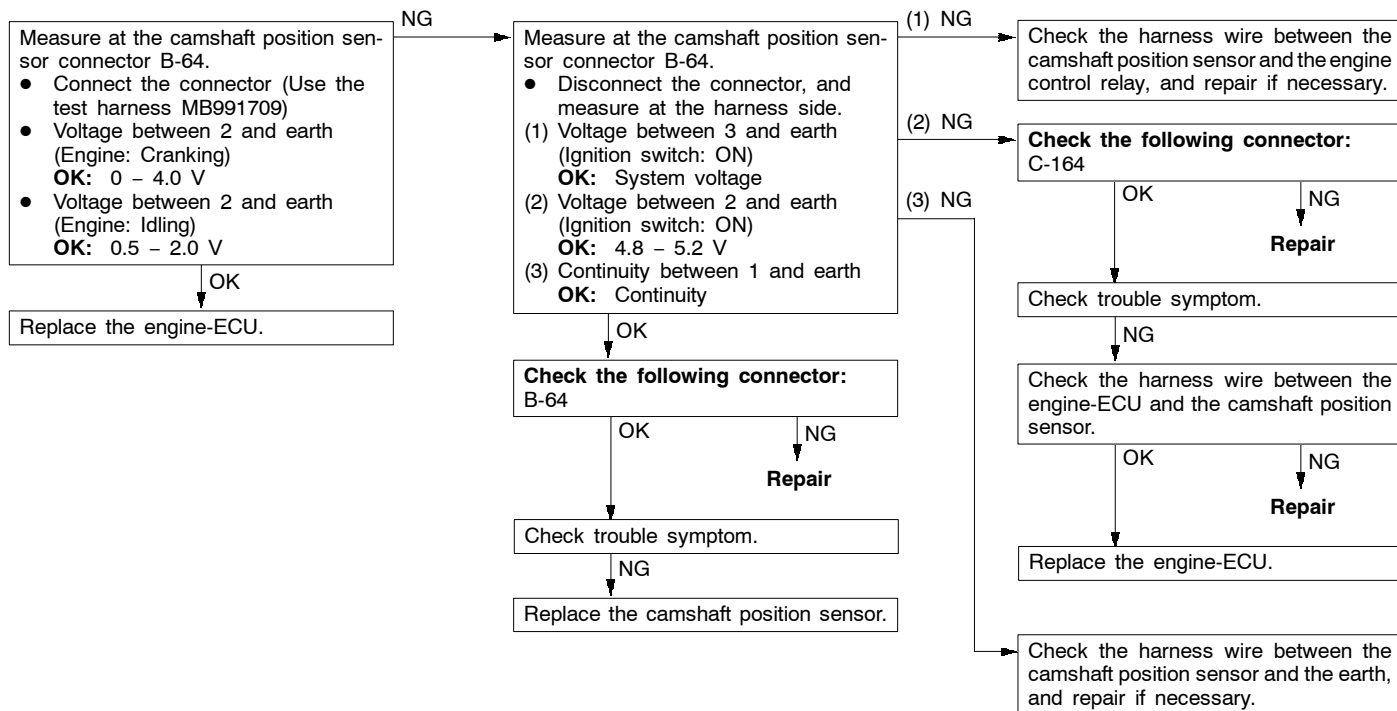 Measure at the camshaft position sen-
sor connector B-64.
● Connect the connector (Use the
test harness MB991709)
● Voltage between 2 and earth
(Engine: Cranking)
OK: 0 – 4.0 V
● Voltage between 2 and earth
(Engine: Idling)
OK: 0.5 – 2.0 V
OK
Replace the engine-ECU.
NG
Measure at the camshaft position sen-
sor connector B-64.
● Disconnect the connector, and
measure at the harness side.
(1) Voltage between 3 and earth
(Ignition switch: ON)
OK: System voltage
(2) Voltage between 2 and earth
(Ignition switch: ON)
OK: 4.8 – 5.2 V
(3) Continuity between 1 and earth
OK: Continuity
OK
Check the following connector:
B-64
OK
NG
Repair
Check trouble symptom.
NG
Replace the camshaft position sensor.
(1) NG
Check the harness wire between the
camshaft position sensor and the engine
control relay, and repair if necessary.
(2) NG
Check the following connector:
C-164
OK
NG
Repair
Check trouble symptom.
NG
Check the harness wire between the
engine-ECU and the camshaft position
sensor.
OK
NG
Repair
Replace the engine-ECU.
(3) NG
Check the harness wire between the
camshaft position sensor and the earth,
and repair if necessary.